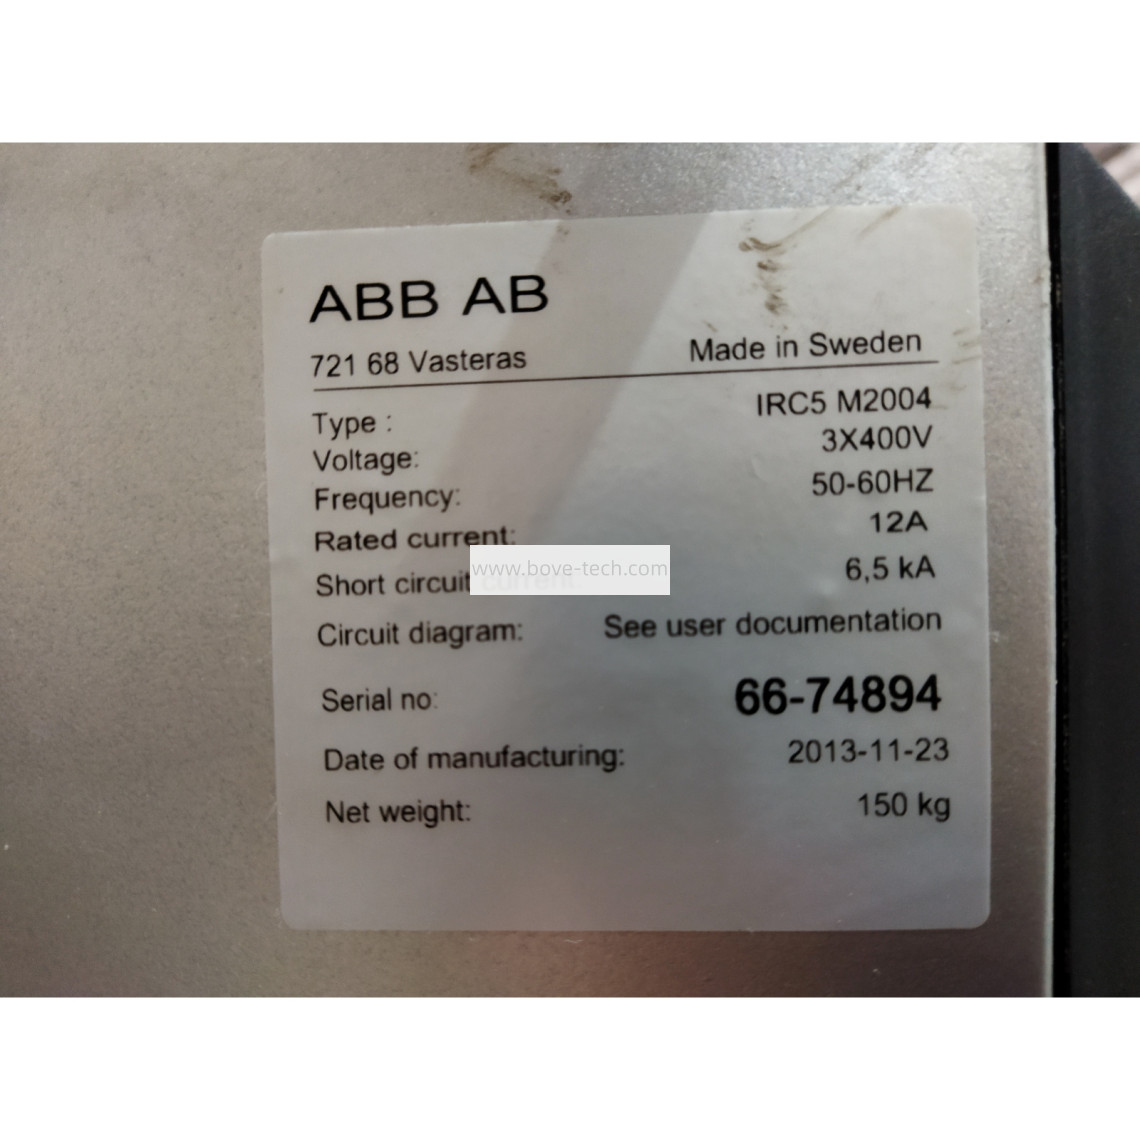 ABB AB
721 68 Vasteras Made in Sweden
Type : IRC5 M2004
Voltage: 3X400V
Frequency: 50-60HZ
Rated current: 12A
Short circuit current: 6,5 kA
www.bove-tech.com
Circuit diagram: See user documentation
Serial no: 66-74894
Date of manufacturing: 2013-11-23
Net weight: 150 kg